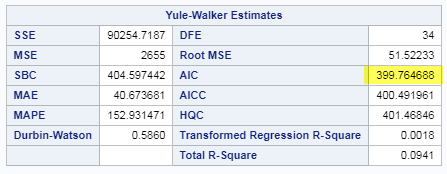 Yule-Walker Estimates
SSE 90254.7187 DFE 34
MSE 2655 Root MSE 51.52233
SBC 404.597442 AIC 399.764688
MAE 40.673681 AICC 400.491961
MAPE 152.931471 HQC 401.46846
Durbin-Watson 0.5860 Transformed Regression R-Square 0.0018
Total R-Square 0.0941